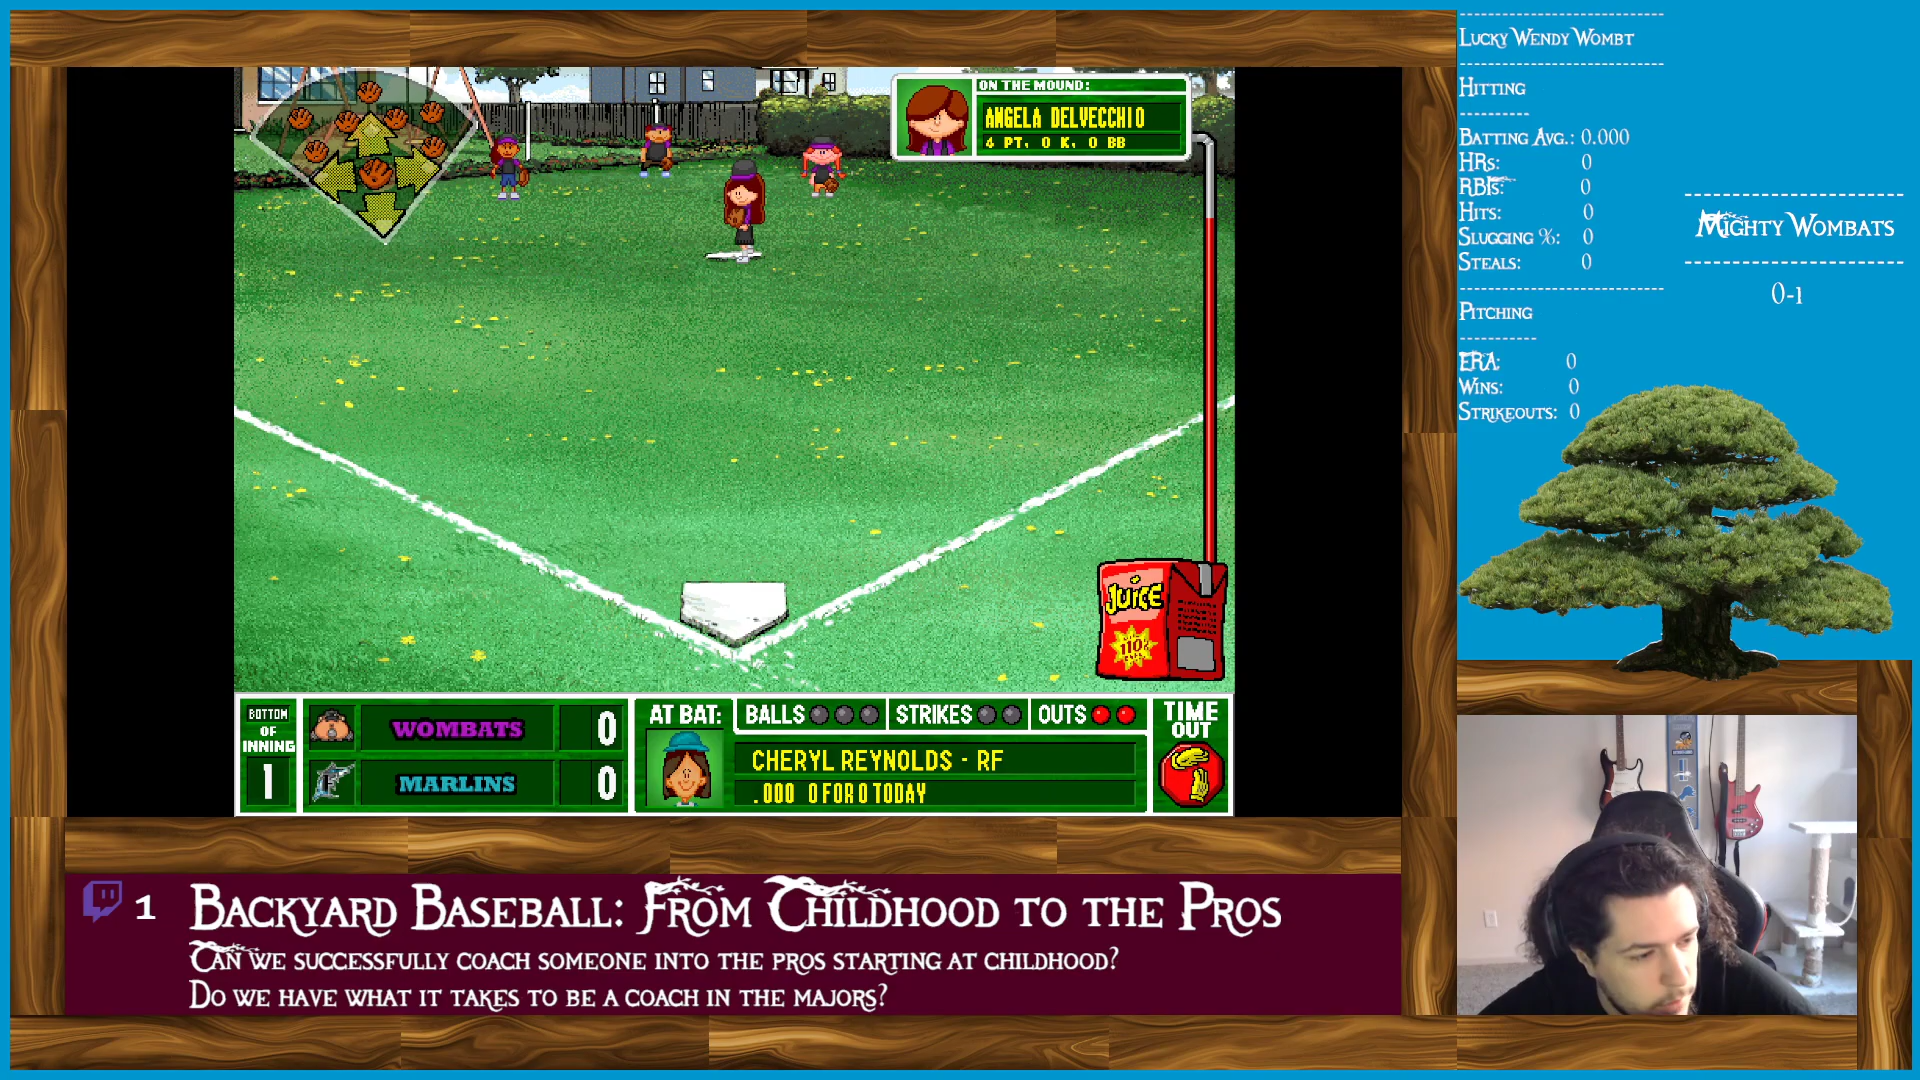 ON THE MOUND:
ANGELA DELVECCHIO
4 PT, 0 K, 0 BB
JUICE
110%
BOTTOM OF INNING
1
WOMBATS 0
MARLINS 0
AT BAT:
BALLS
STRIKES
OUTS
CHERYL REYNOLDS - RF
.000 0 FOR 0 TODAY
TIME OUT
1
Backyard Baseball: From Childhood to the Pros
Can we successfully coach someone into the pros starting at childhood?
Do we have what it takes to be a coach in the majors?
-------------------------
Lucky Wendy Wombt
-------------------------
Hitting
---------
Batting Avg.: 0.000
HRs: 0
RBIs: 0
Hits: 0
Slugging %: 0
Steals: 0
-------------------------
Pitching
----------
ERA: 0
Wins: 0
Strikeouts: 0
---------------------------
Mighty Wombats
---------------------------
0-1